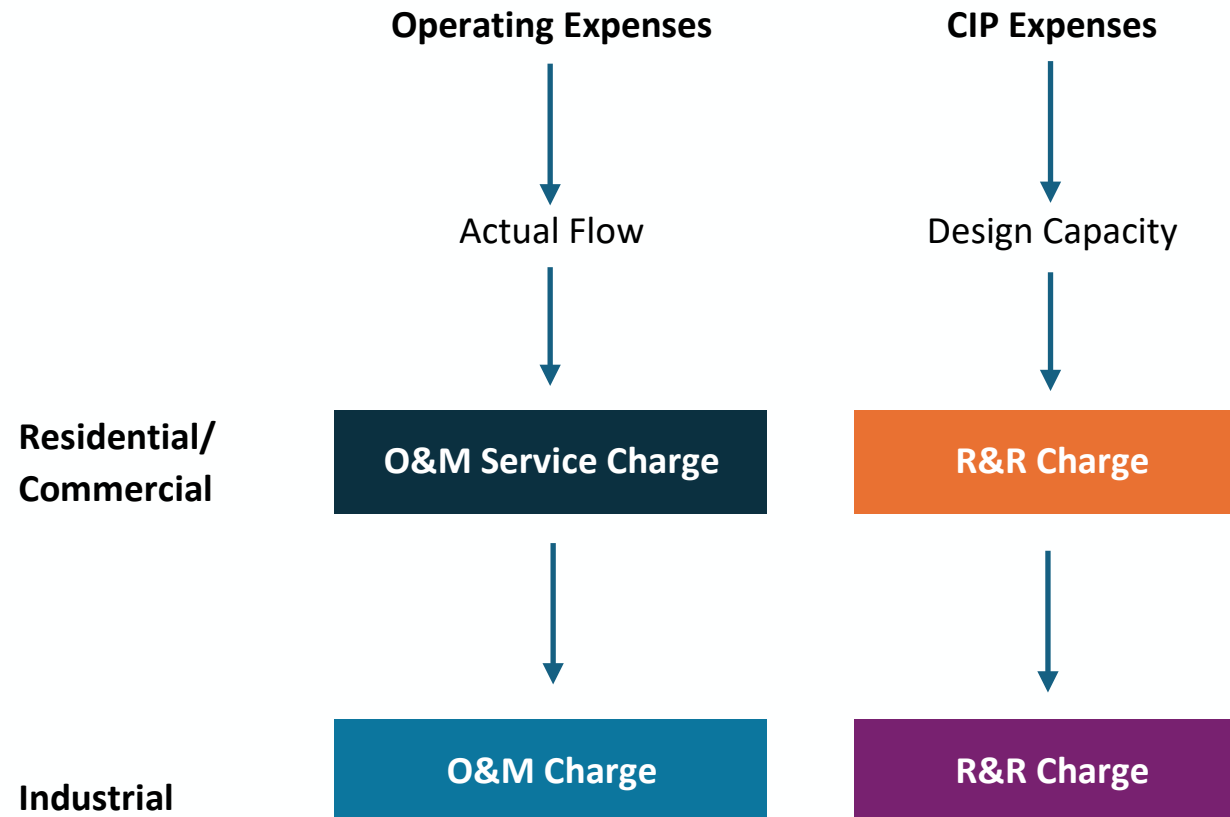 Operating Expenses
CIP Expenses
Actual Flow
Design Capacity
Residential/
Commercial
O&M Service Charge
R&R Charge
Industrial
O&M Charge
R&R Charge